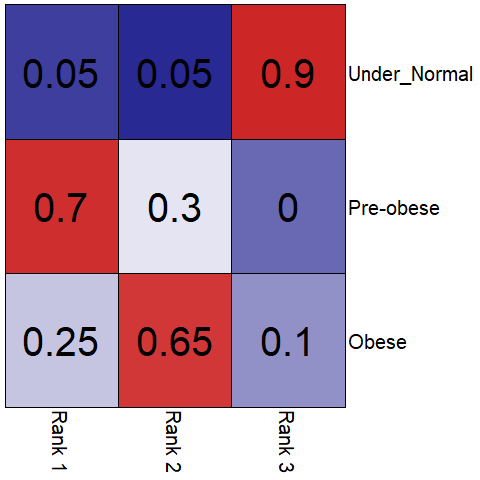 0.05 0.05 0.9 Under_Normal
0.7 0.3 0 Pre-obese
0.25 0.65 0.1 Obese
Rank 1 Rank 2 Rank 3